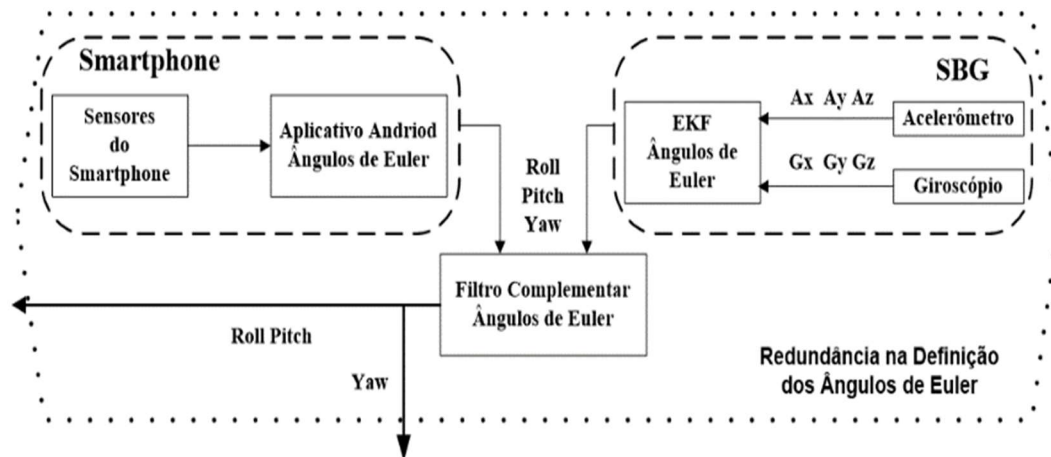 Smartphone
Sensores
do
Smartphone
Aplicativo Andriod
Ângulos de Euler
SBG
EKF
Ângulos de
Euler
Ax Ay Az
Acelerômetro
Gx Gy Gz
Giroscópio
Roll
Pitch
Yaw
Filtro Complementar
Ângulos de Euler
Roll Pitch
Yaw
Redundância na Definição
dos Ângulos de Euler